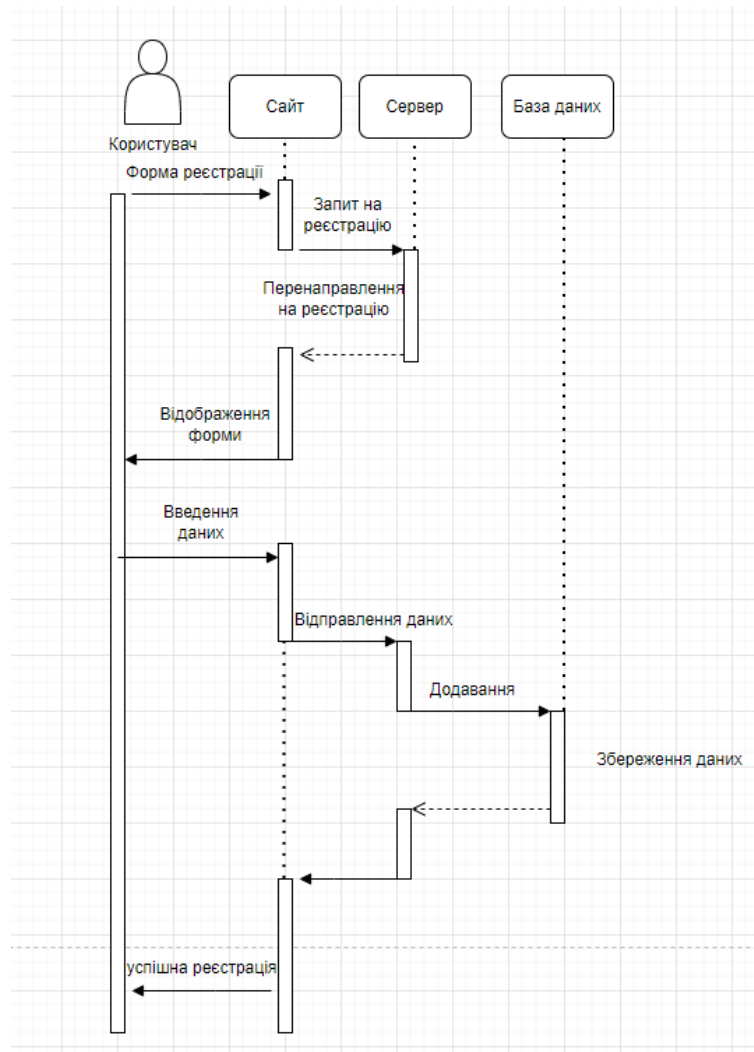 Сайт
Сервер
База даних
Користувач
Форма реєстрації
Запит на
реєстрацію
Перенаправлення
на реєстрацію
Відображення
форми
Введення
даних
Відправлення даних
Додавання
Збереження даних
успішна реєстрація